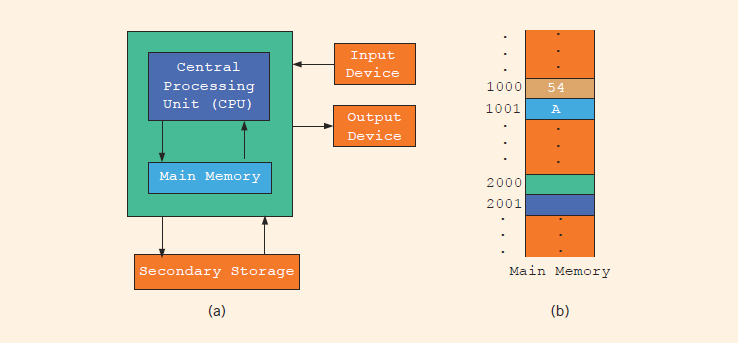 Central
Processing
Unit (CPU)
Main Memory
Secondary Storage
Input
Device
Output
Device
(a)
1000 54
1001 A
2000
2001
Main Memory
(b)